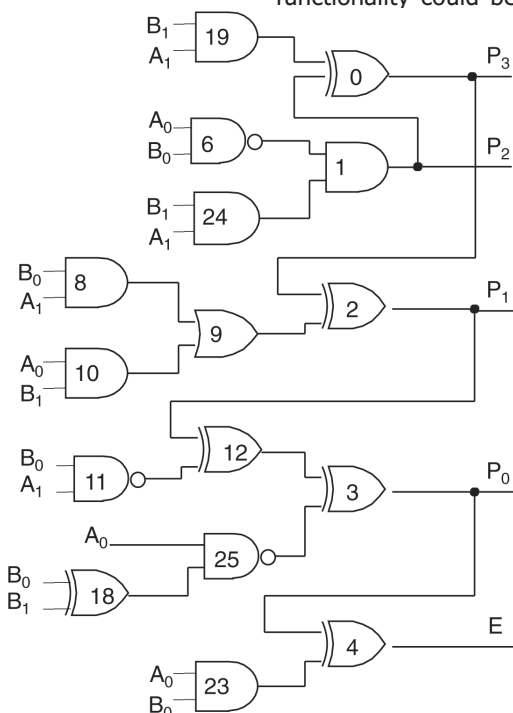 functionality could be
B₁
A₁
19
0
P₃
A₀
B₀
6
1
P₂
B₁
A₁
24
B₀
A₁
8
9
2
P₁
A₀
B₁
10
12
B₀
A₁
11
3
P₀
A₀
25
B₀
B₁
18
4
E
A₀
B₀
23